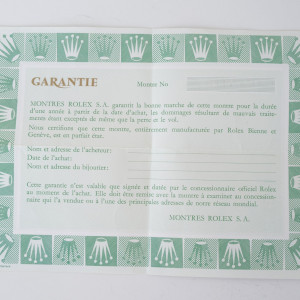 GARANTIE Montre No
MONTRES ROLEX S.A. garantit la bonne marche de cette montre pour la durée
d'une année à partir de la date d'achat, les dommages résultant de mauvais traite-
ments étant exceptés de même que la perte et le vol.
Nous certifions que cette montre, entièrement manufacturée par Rolex Bienne et
Genève, est en parfait état.
Nom et adresse de l'acheteur:
Date de l'achat:
Nom et adresse du bijoutier:
Cette garantie n'est valable que signée et datée par le concessionnaire officiel Rolex
au moment de l'achat. Elle doit être remise avec la montre à examiner au concession-
naire qui l'a vendue ou à l'une des principales adresses de notre réseau mondial.
MONTRES ROLEX S.A.